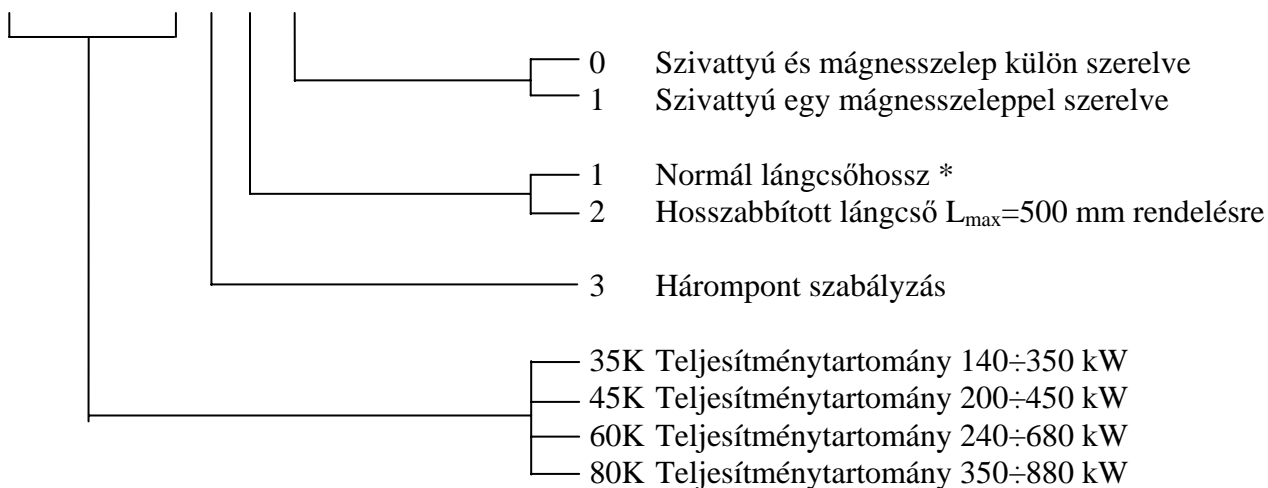 0 Szivattyú és mágnesszelep külön szerelve
1 Szivattyú egy mágnesszeleppel szerelve
1 Normál lángcsőhossz *
2 Hosszabbított lángcső Lmax=500 mm rendelésre
3 Hárompont szabályzás
35K Teljesítménytartomány 140÷350 kW
45K Teljesítménytartomány 200÷450 kW
60K Teljesítménytartomány 240÷680 kW
80K Teljesítménytartomány 350÷880 kW